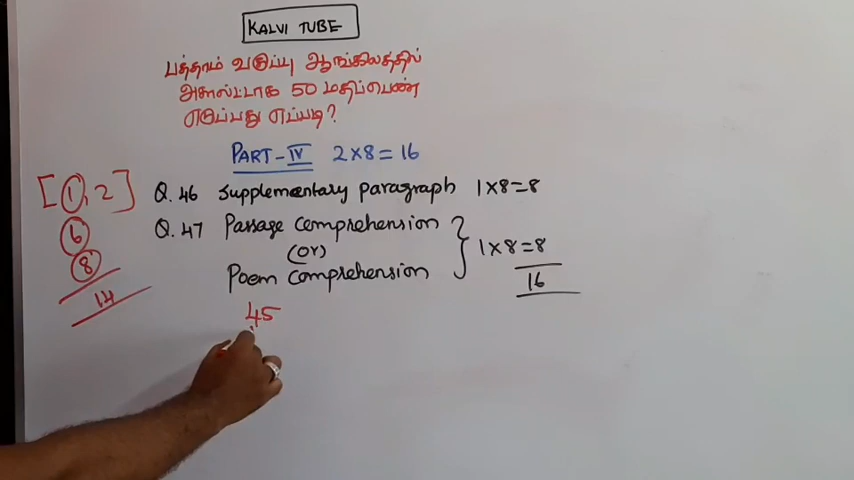 KALVI TUBE
பத்தாம் வகுப்பு ஆங்கிலத்தில்
அசால்ட்டாக 50 மதிப்பெண்
எடுப்பது எப்படி?
PART-IV 2×8=16
[1, 2] Q.46 Supplementary paragraph 1×8=8
6 Q.47 Passage Comprehension
(or) } 1×8=8
8 Poem Comprehension 16
14
45